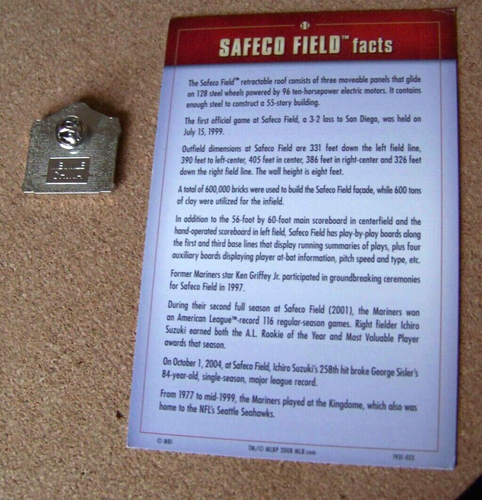 SAFECO FIELD™ facts
The Safeco Field™ retractable roof consists of three moveable panels that glide
on 128 steel wheels powered by 96 ten-horsepower electric motors. It contains
enough steel to construct a 55-story building.
The first official game at Safeco Field, a 3-2 loss to San Diego, was held on
July 15, 1999.
Outfield dimensions at Safeco Field are 331 feet down the left field line,
390 feet to left-center, 405 feet in center, 386 feet in right-center and 326 feet
down the right field line. The wall height is eight feet.
A total of 600,000 bricks were used to build the Safeco Field façade, while 600 tons
of clay were utilized for the infield.
In addition to the 56-foot by 60-foot main scoreboard in centerfield and the
hand-operated scoreboard in left field, Safeco Field has play-by-play boards along
the first and third base lines that display running summaries of plays, plus four
auxiliary boards displaying player at-bat information, pitch speed and type, etc.
Former Mariners star Ken Griffey Jr. participated in groundbreaking ceremonies
for Safeco Field in 1997.
During their second full season at Safeco Field (2001), the Mariners won
an American League™-record 116 regular-season games. Right fielder Ichiro
Suzuki earned both the A.L. Rookie of the Year and Most Valuable Player
awards that season.
On October 1, 2004, at Safeco Field, Ichiro Suzuki's 258th hit broke George Sisler's
84-year-old, single-season, major league record.
From 1977 to mid-1999, the Mariners played at the Kingdome, which also was
home to the NFL's Seattle Seahawks.
© MBI
TM/© MLBP 2008 MLB.com
CHINA